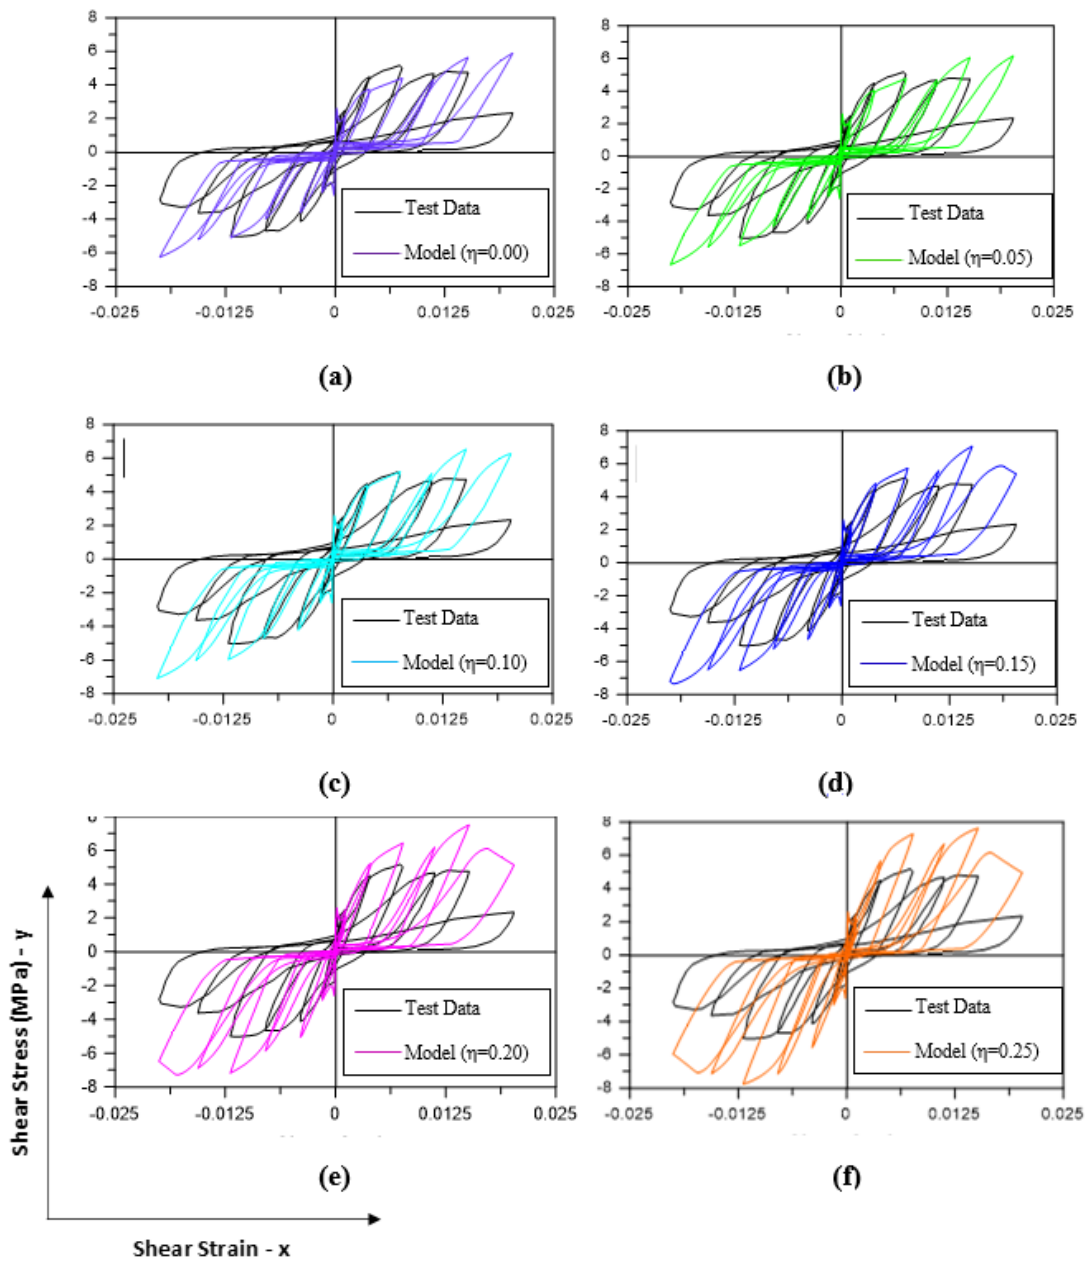 8
6
4
2
0
-2
-4
-6
-8
-0.025 -0.0125 0 0.0125 0.025
Test Data
Model (η=0.00)
(a)
8
6
4
2
0
-2
-4
-6
-8
-0.025 -0.0125 0 0.0125 0.025
Test Data
Model (η=0.05)
(b)
8
6
4
2
0
-2
-4
-6
-8
-0.025 -0.0125 0 0.0125 0.025
Test Data
Model (η=0.10)
(c)
8
6
4
2
0
-2
-4
-6
-8
-0.025 -0.0125 0 0.0125 0.025
Test Data
Model (η=0.15)
(d)
8
6
4
2
0
-2
-4
-6
-8
-0.025 -0.0125 0 0.0125 0.025
Test Data
Model (η=0.20)
(e)
8
6
4
2
0
-2
-4
-6
-8
-0.025 -0.0125 0 0.0125 0.025
Test Data
Model (η=0.25)
(f)
Shear Stress (MPa) - y
Shear Strain - x